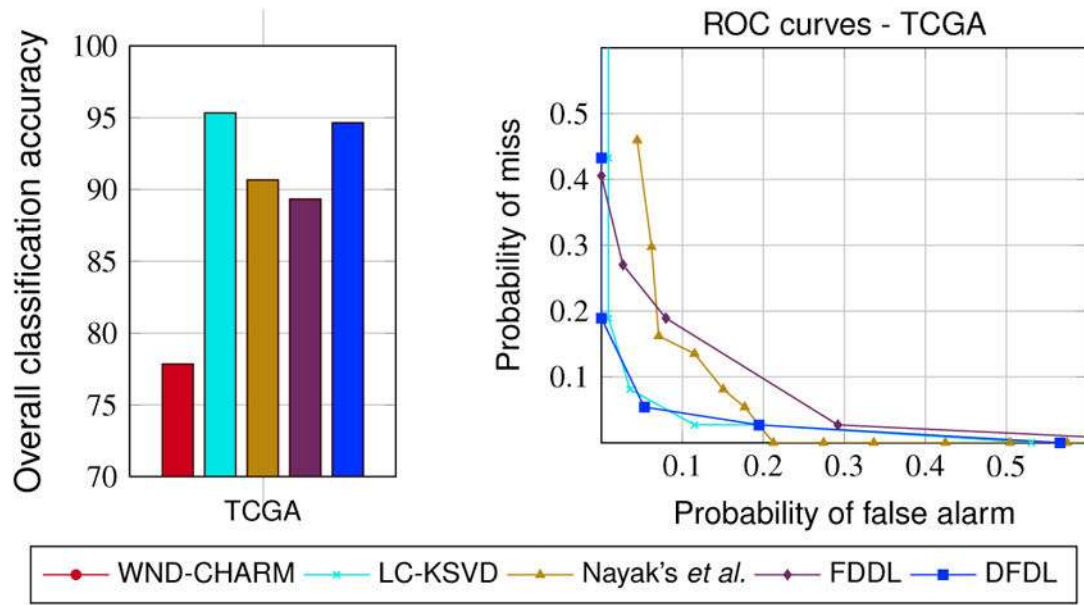 Overall classification accuracy
100
95
90
85
80
75
70
TCGA
ROC curves - TCGA
Probability of miss
0.5
0.4
0.3
0.2
0.1
0.1 0.2 0.3 0.4 0.5
Probability of false alarm
WND-CHARM LC-KSVD Nayak's et al. FDDL DFDL